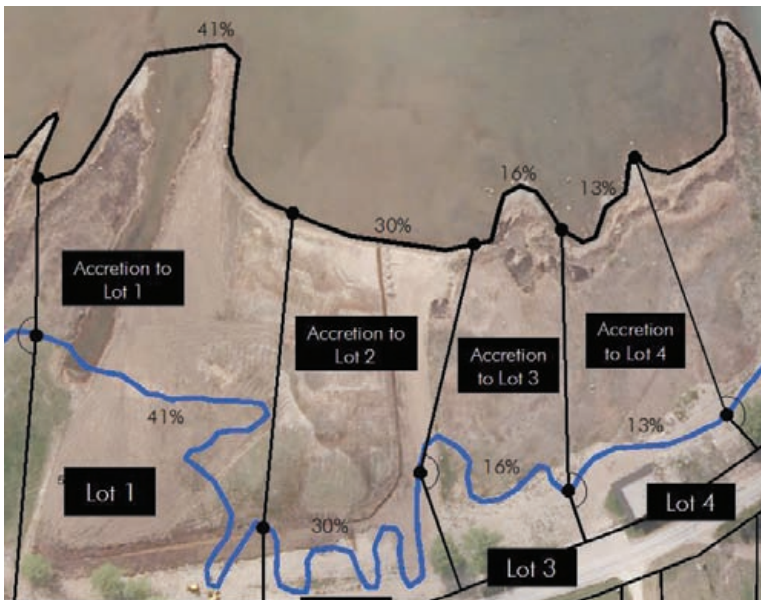 41%
16%
13%
30%
Accretion to
Lot 1
Accretion to
Lot 2
Accretion
to Lot 3
Accretion
to Lot 4
41%
13%
16%
Lot 1
30%
Lot 4
Lot 3